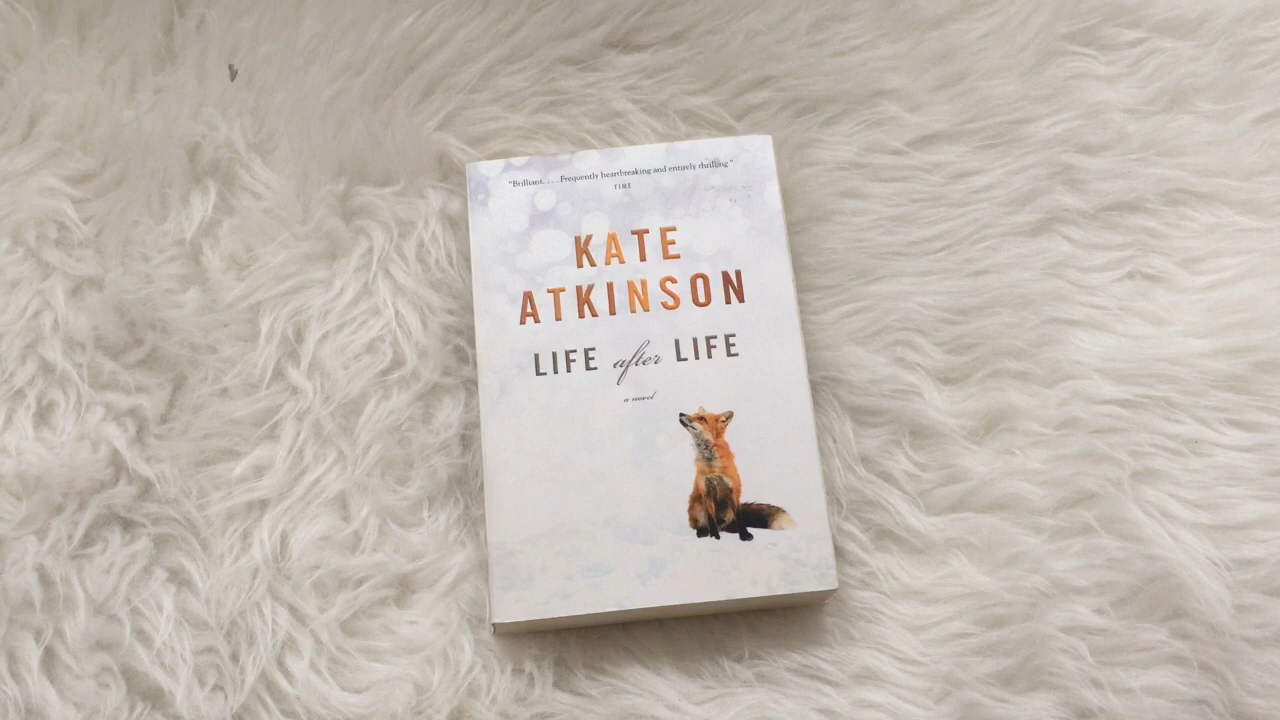 "Brilliant. . . . Frequently heartbreaking and entirely thrilling."
TIME
KATE
ATKINSON
LIFE after LIFE
a novel